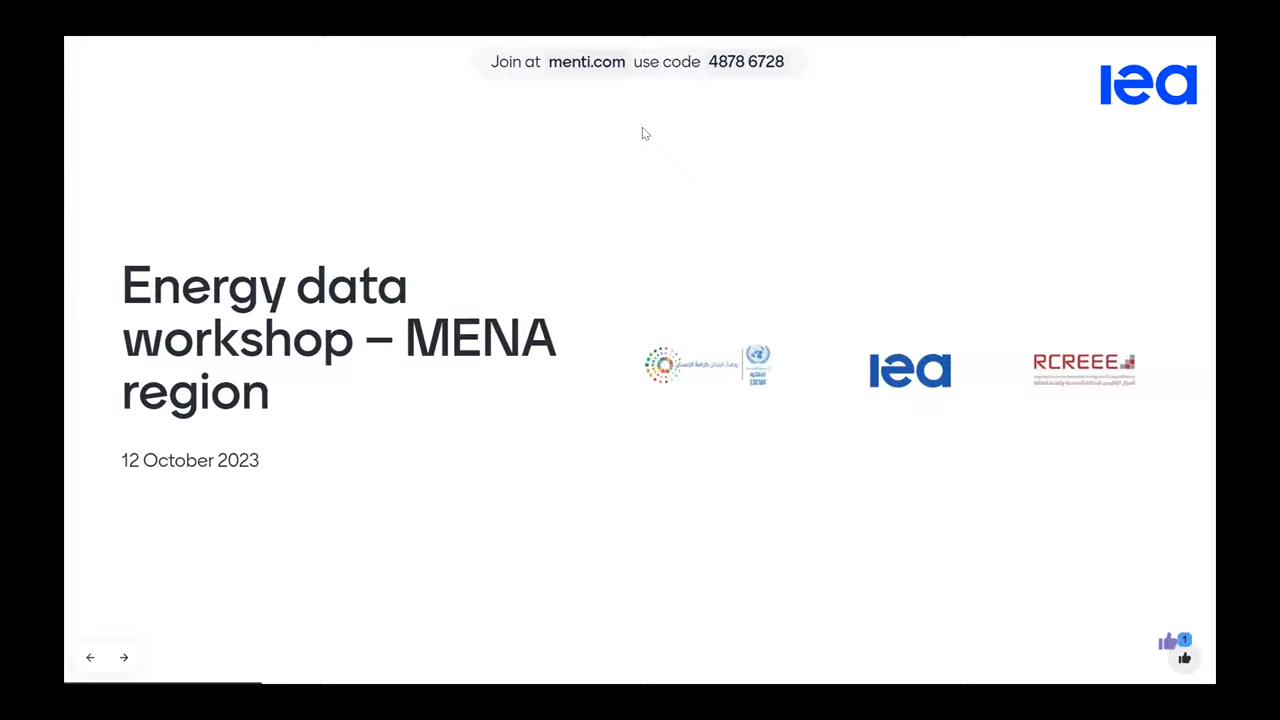 Join at menti.com use code 4878 6728
iea
Energy data
workshop – MENA
region
12 October 2023
iea
RCREEE
1